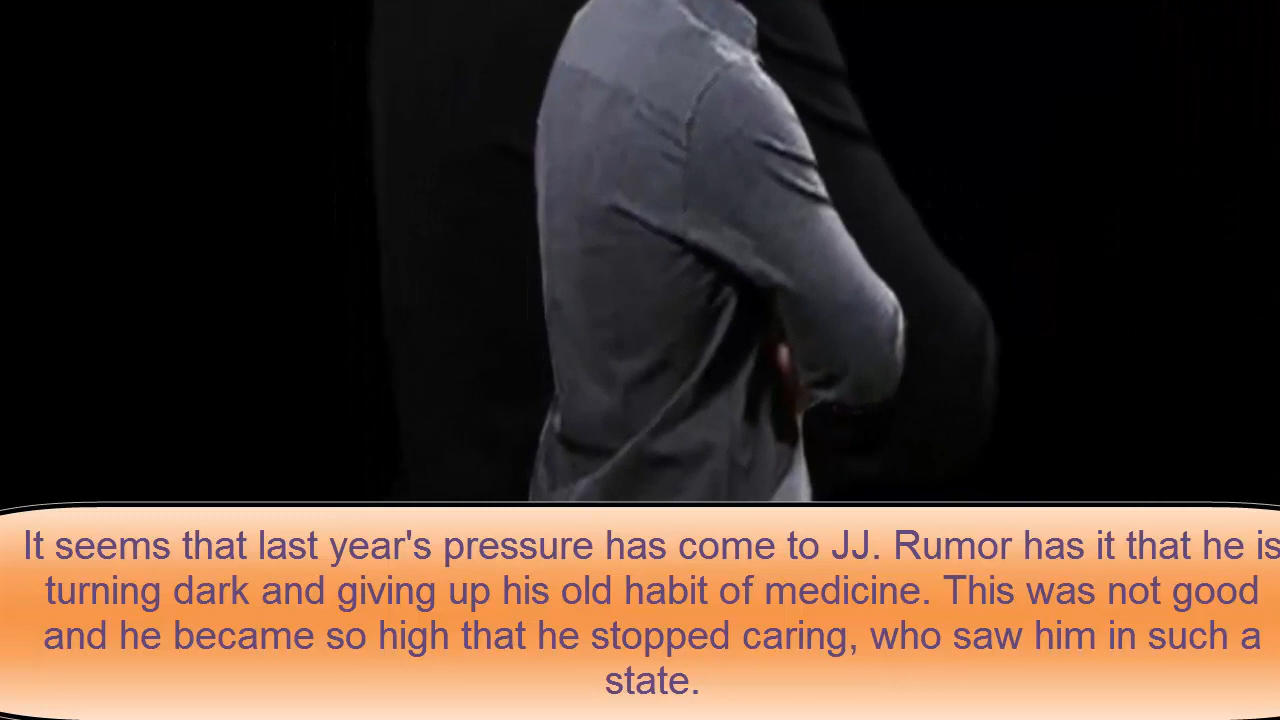 It seems that last year's pressure has come to JJ. Rumor has it that he is
turning dark and giving up his old habit of medicine. This was not good
and he became so high that he stopped caring, who saw him in such a
state.